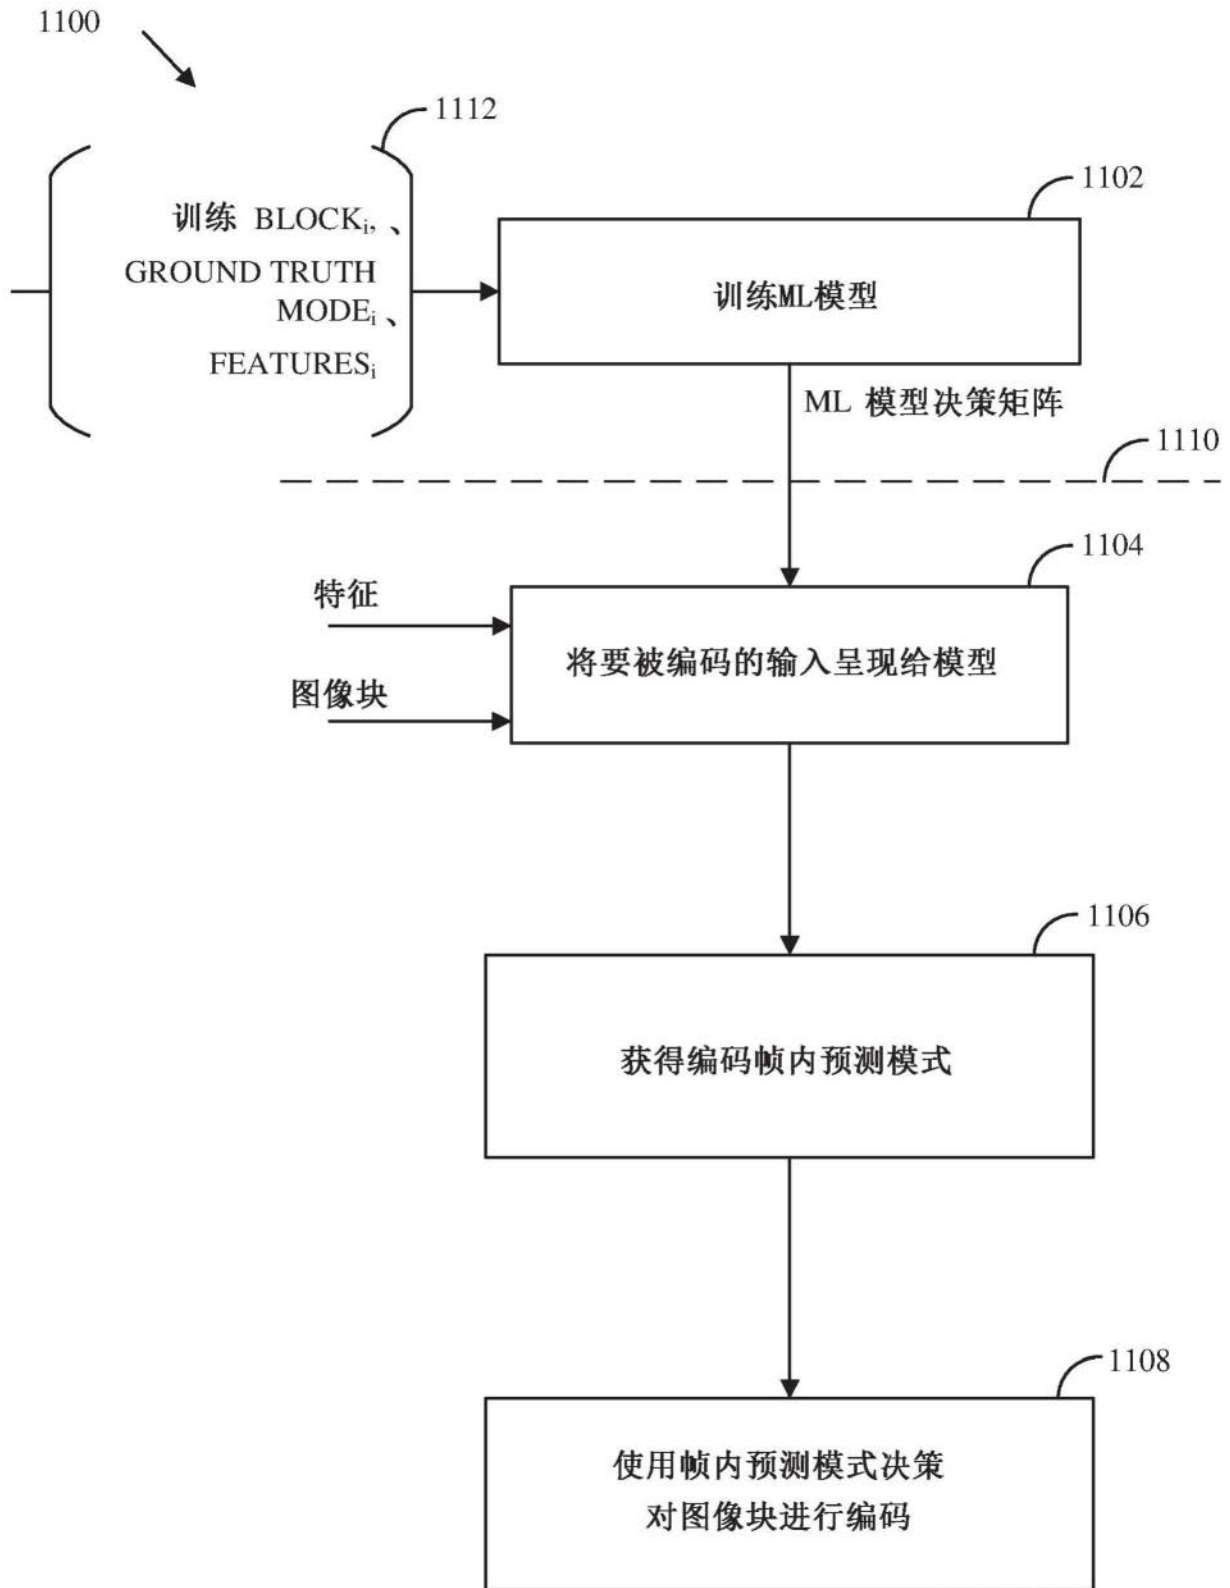 1100
1112
训练 BLOCKi, 、
GROUND TRUTH
MODEi 、
FEATURESi
1102
训练ML模型
ML 模型决策矩阵
1110
1104
特征
图像块
将要被编码的输入呈现给模型
1106
获得编码帧内预测模式
1108
使用帧内预测模式决策
对图像块进行编码